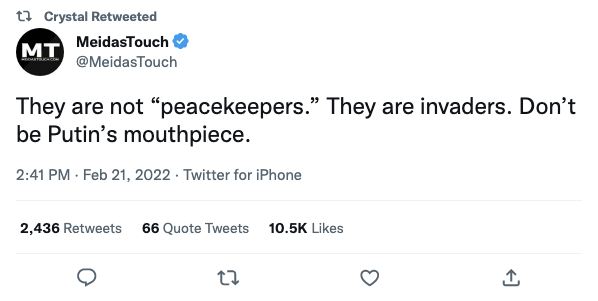 Crystal Retweeted
MT
MEIDASTOUCH.COM
MeidasTouch
@MeidasTouch
They are not “peacekeepers.” They are invaders. Don’t
be Putin’s mouthpiece.
2:41 PM · Feb 21, 2022 · Twitter for iPhone
2,436 Retweets 66 Quote Tweets 10.5K Likes